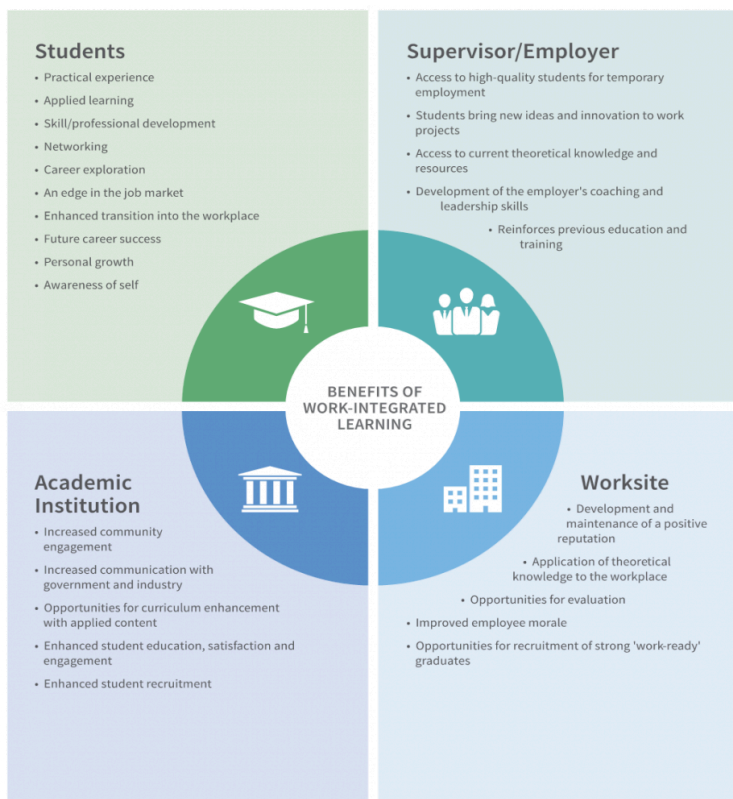 Students
• Practical experience
• Applied learning
• Skill/professional development
• Networking
• Career exploration
• An edge in the job market
• Enhanced transition into the workplace
• Future career success
• Personal growth
• Awareness of self
Supervisor/Employer
• Access to high-quality students for temporary
employment
• Students bring new ideas and innovation to work
projects
• Access to current theoretical knowledge and
resources
• Development of the employer's coaching and
leadership skills
• Reinforces previous education and
training
BENEFITS OF
WORK-INTEGRATED
LEARNING
Academic
Institution
• Increased community
engagement
• Increased communication with
government and industry
• Opportunities for curriculum enhancement
with applied content
• Enhanced student education, satisfaction and
engagement
• Enhanced student recruitment
Worksite
• Development and
maintenance of a positive
reputation
• Application of theoretical
knowledge to the workplace
• Opportunities for evaluation
• Improved employee morale
• Opportunities for recruitment of strong 'work-ready'
graduates